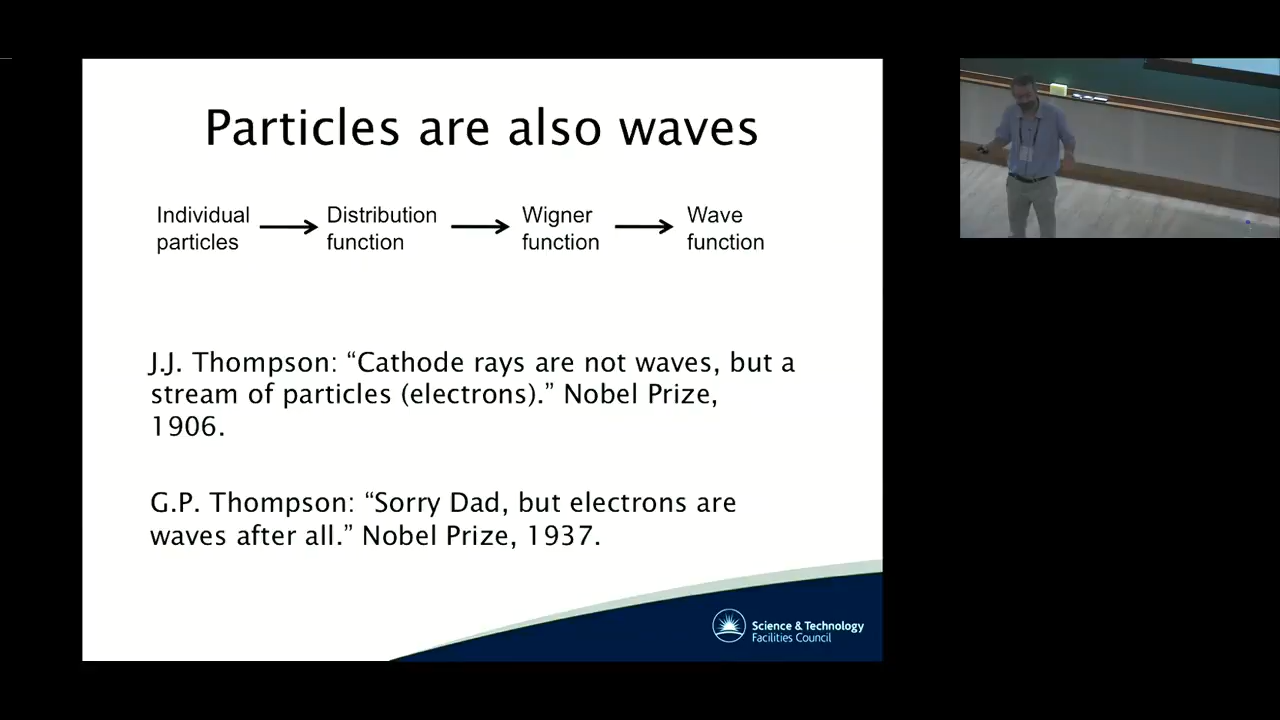 Particles are also waves
Individual particles
Distribution function
Wigner function
Wave function
J.J. Thompson: “Cathode rays are not waves, but a
stream of particles (electrons).” Nobel Prize,
1906.
G.P. Thompson: “Sorry Dad, but electrons are
waves after all.” Nobel Prize, 1937.
Science & Technology
Facilities Council